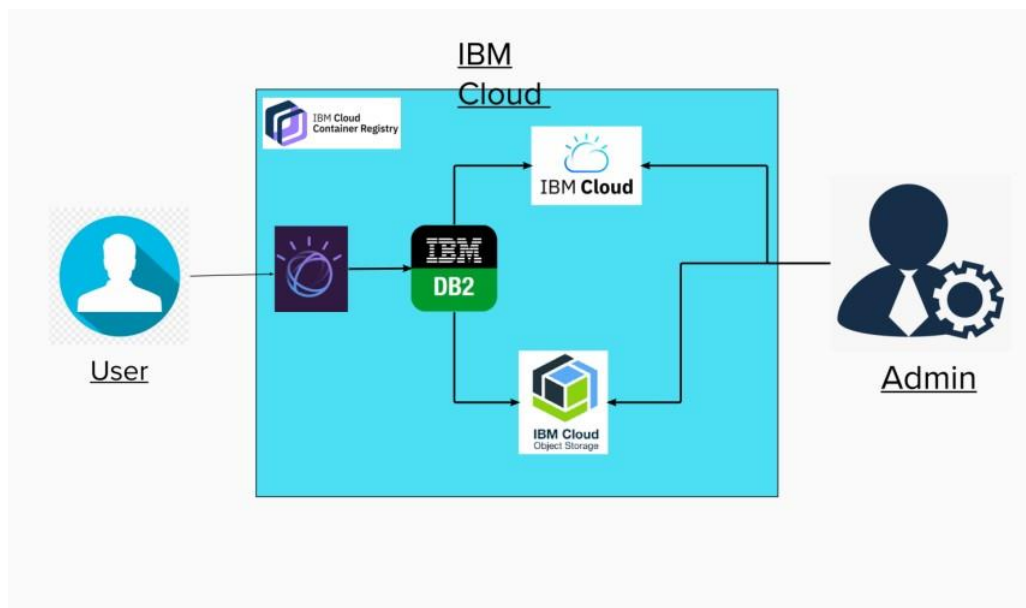 IBM
Cloud
IBM Cloud
Container Registry
IBM Cloud
IBM
DB2
User
IBM Cloud
Object Storage
Admin